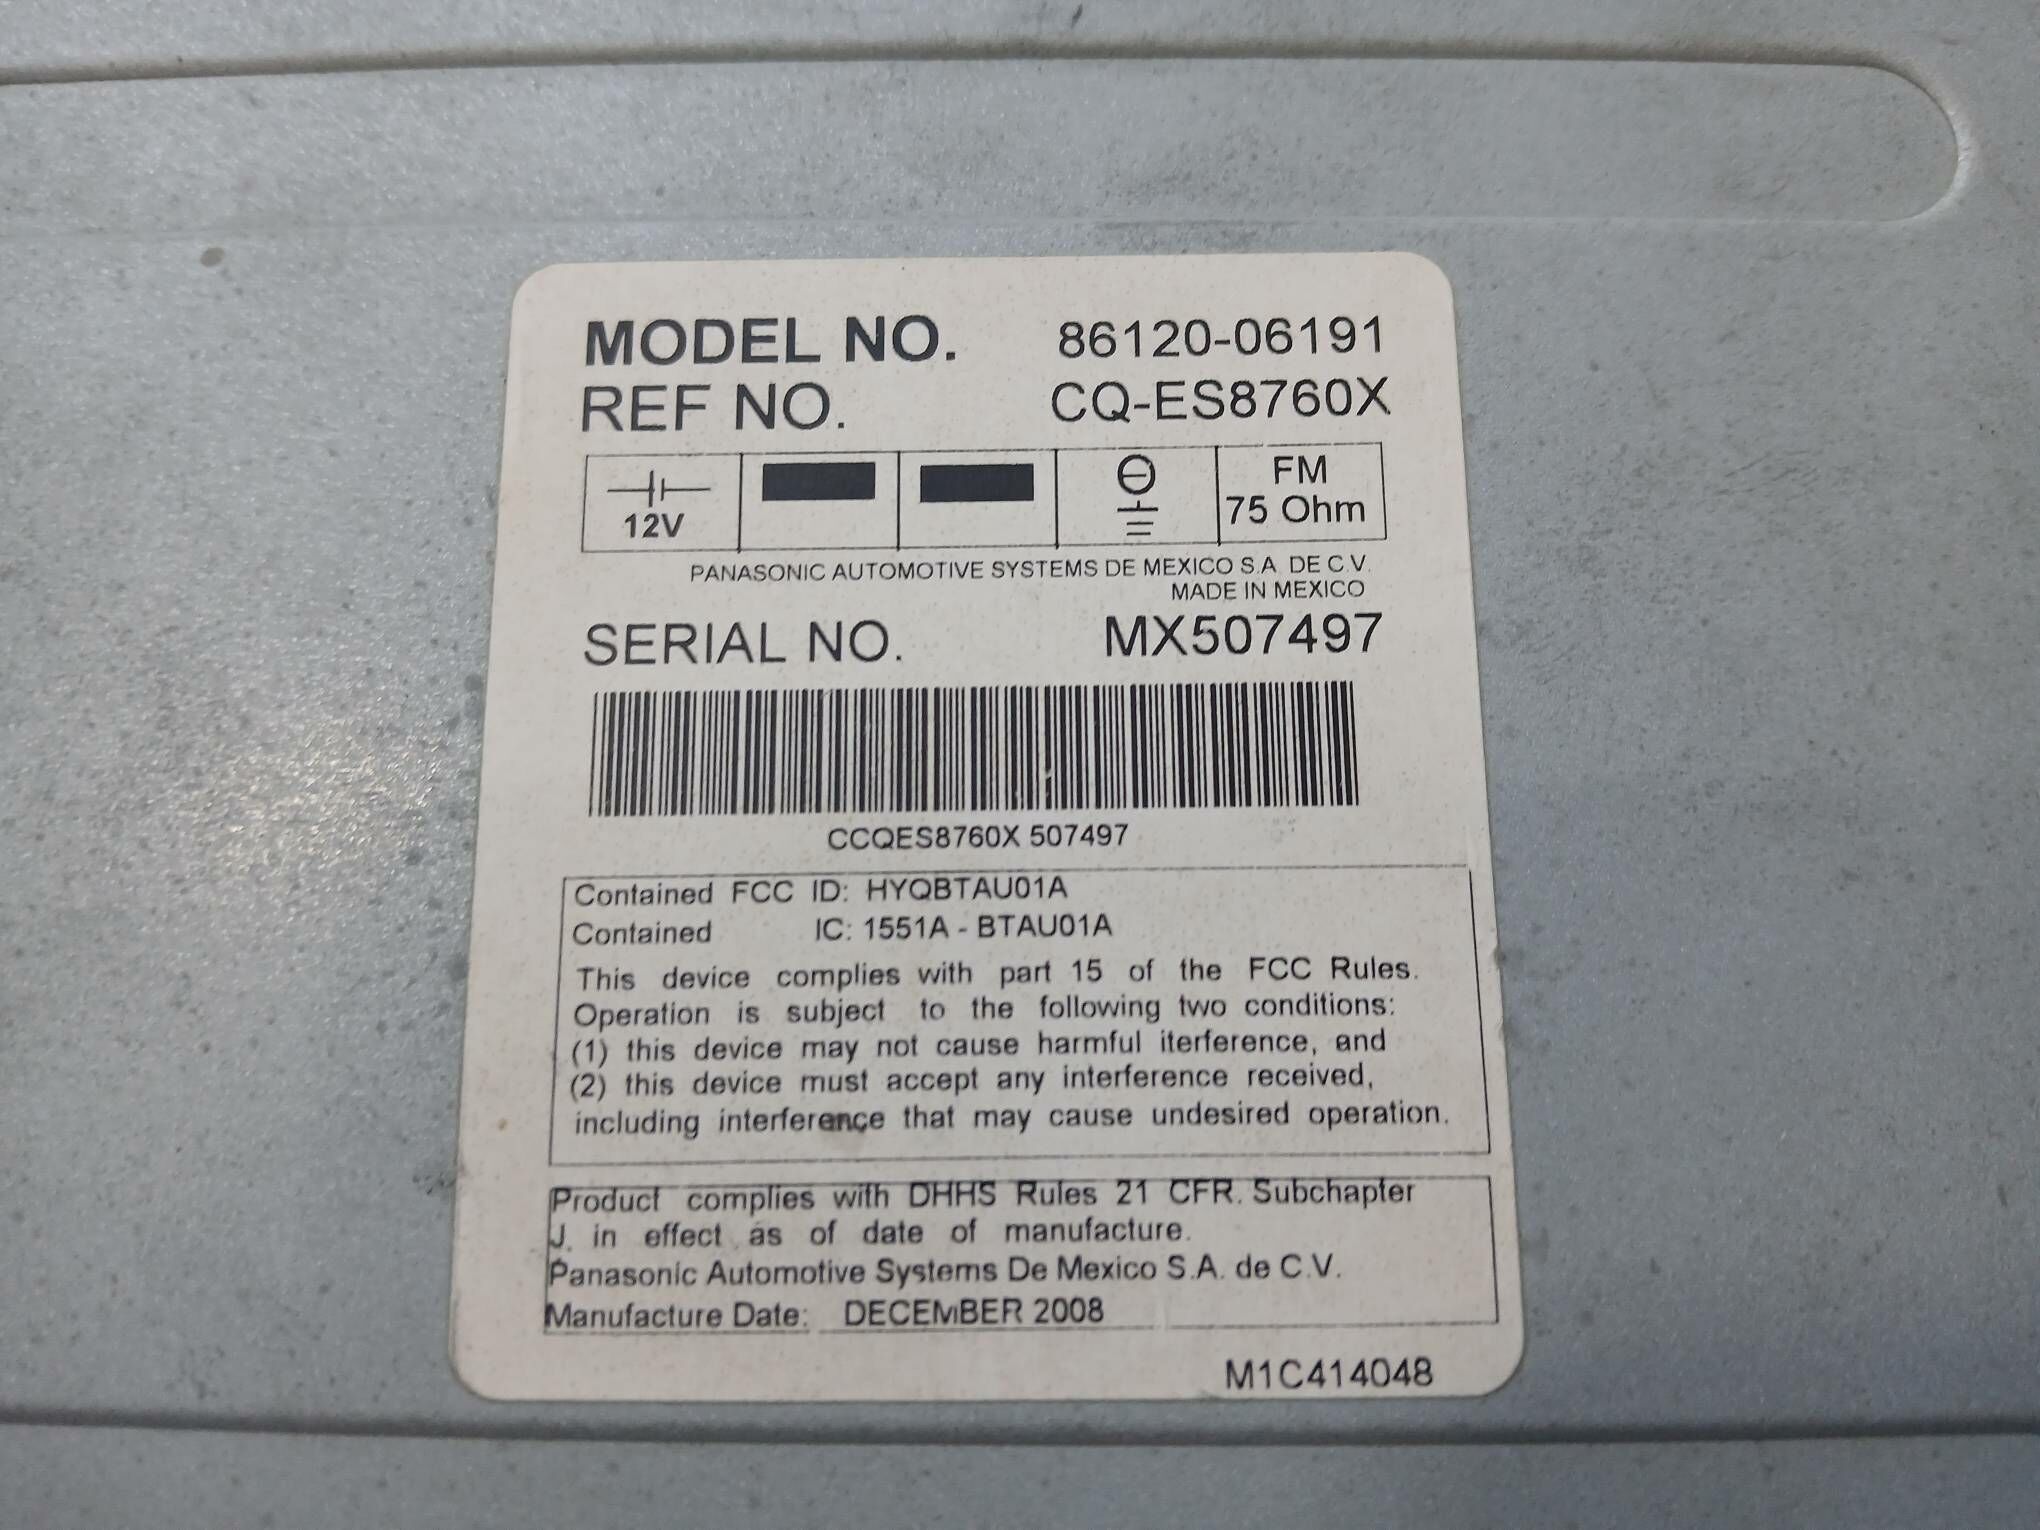 MODEL NO. 86120-06191
REF NO. CQ-ES8760X
12V
FM
75 Ohm
PANASONIC AUTOMOTIVE SYSTEMS DE MEXICO S.A. DE C.V.
MADE IN MEXICO
SERIAL NO. MX507497
CCQES8760X 507497
Contained FCC ID: HYQBTAU01A
Contained IC: 1551A - BTAU01A
This device complies with part 15 of the FCC Rules.
Operation is subject to the following two conditions:
(1) this device may not cause harmful iterference, and
(2) this device must accept any interference received,
including interference that may cause undesired operation.
Product complies with DHHS Rules 21 CFR. Subchapter
J. in effect as of date of manufacture.
Panasonic Automotive Systems De Mexico S.A. de C.V.
Manufacture Date: DECEMBER 2008
M1C414048